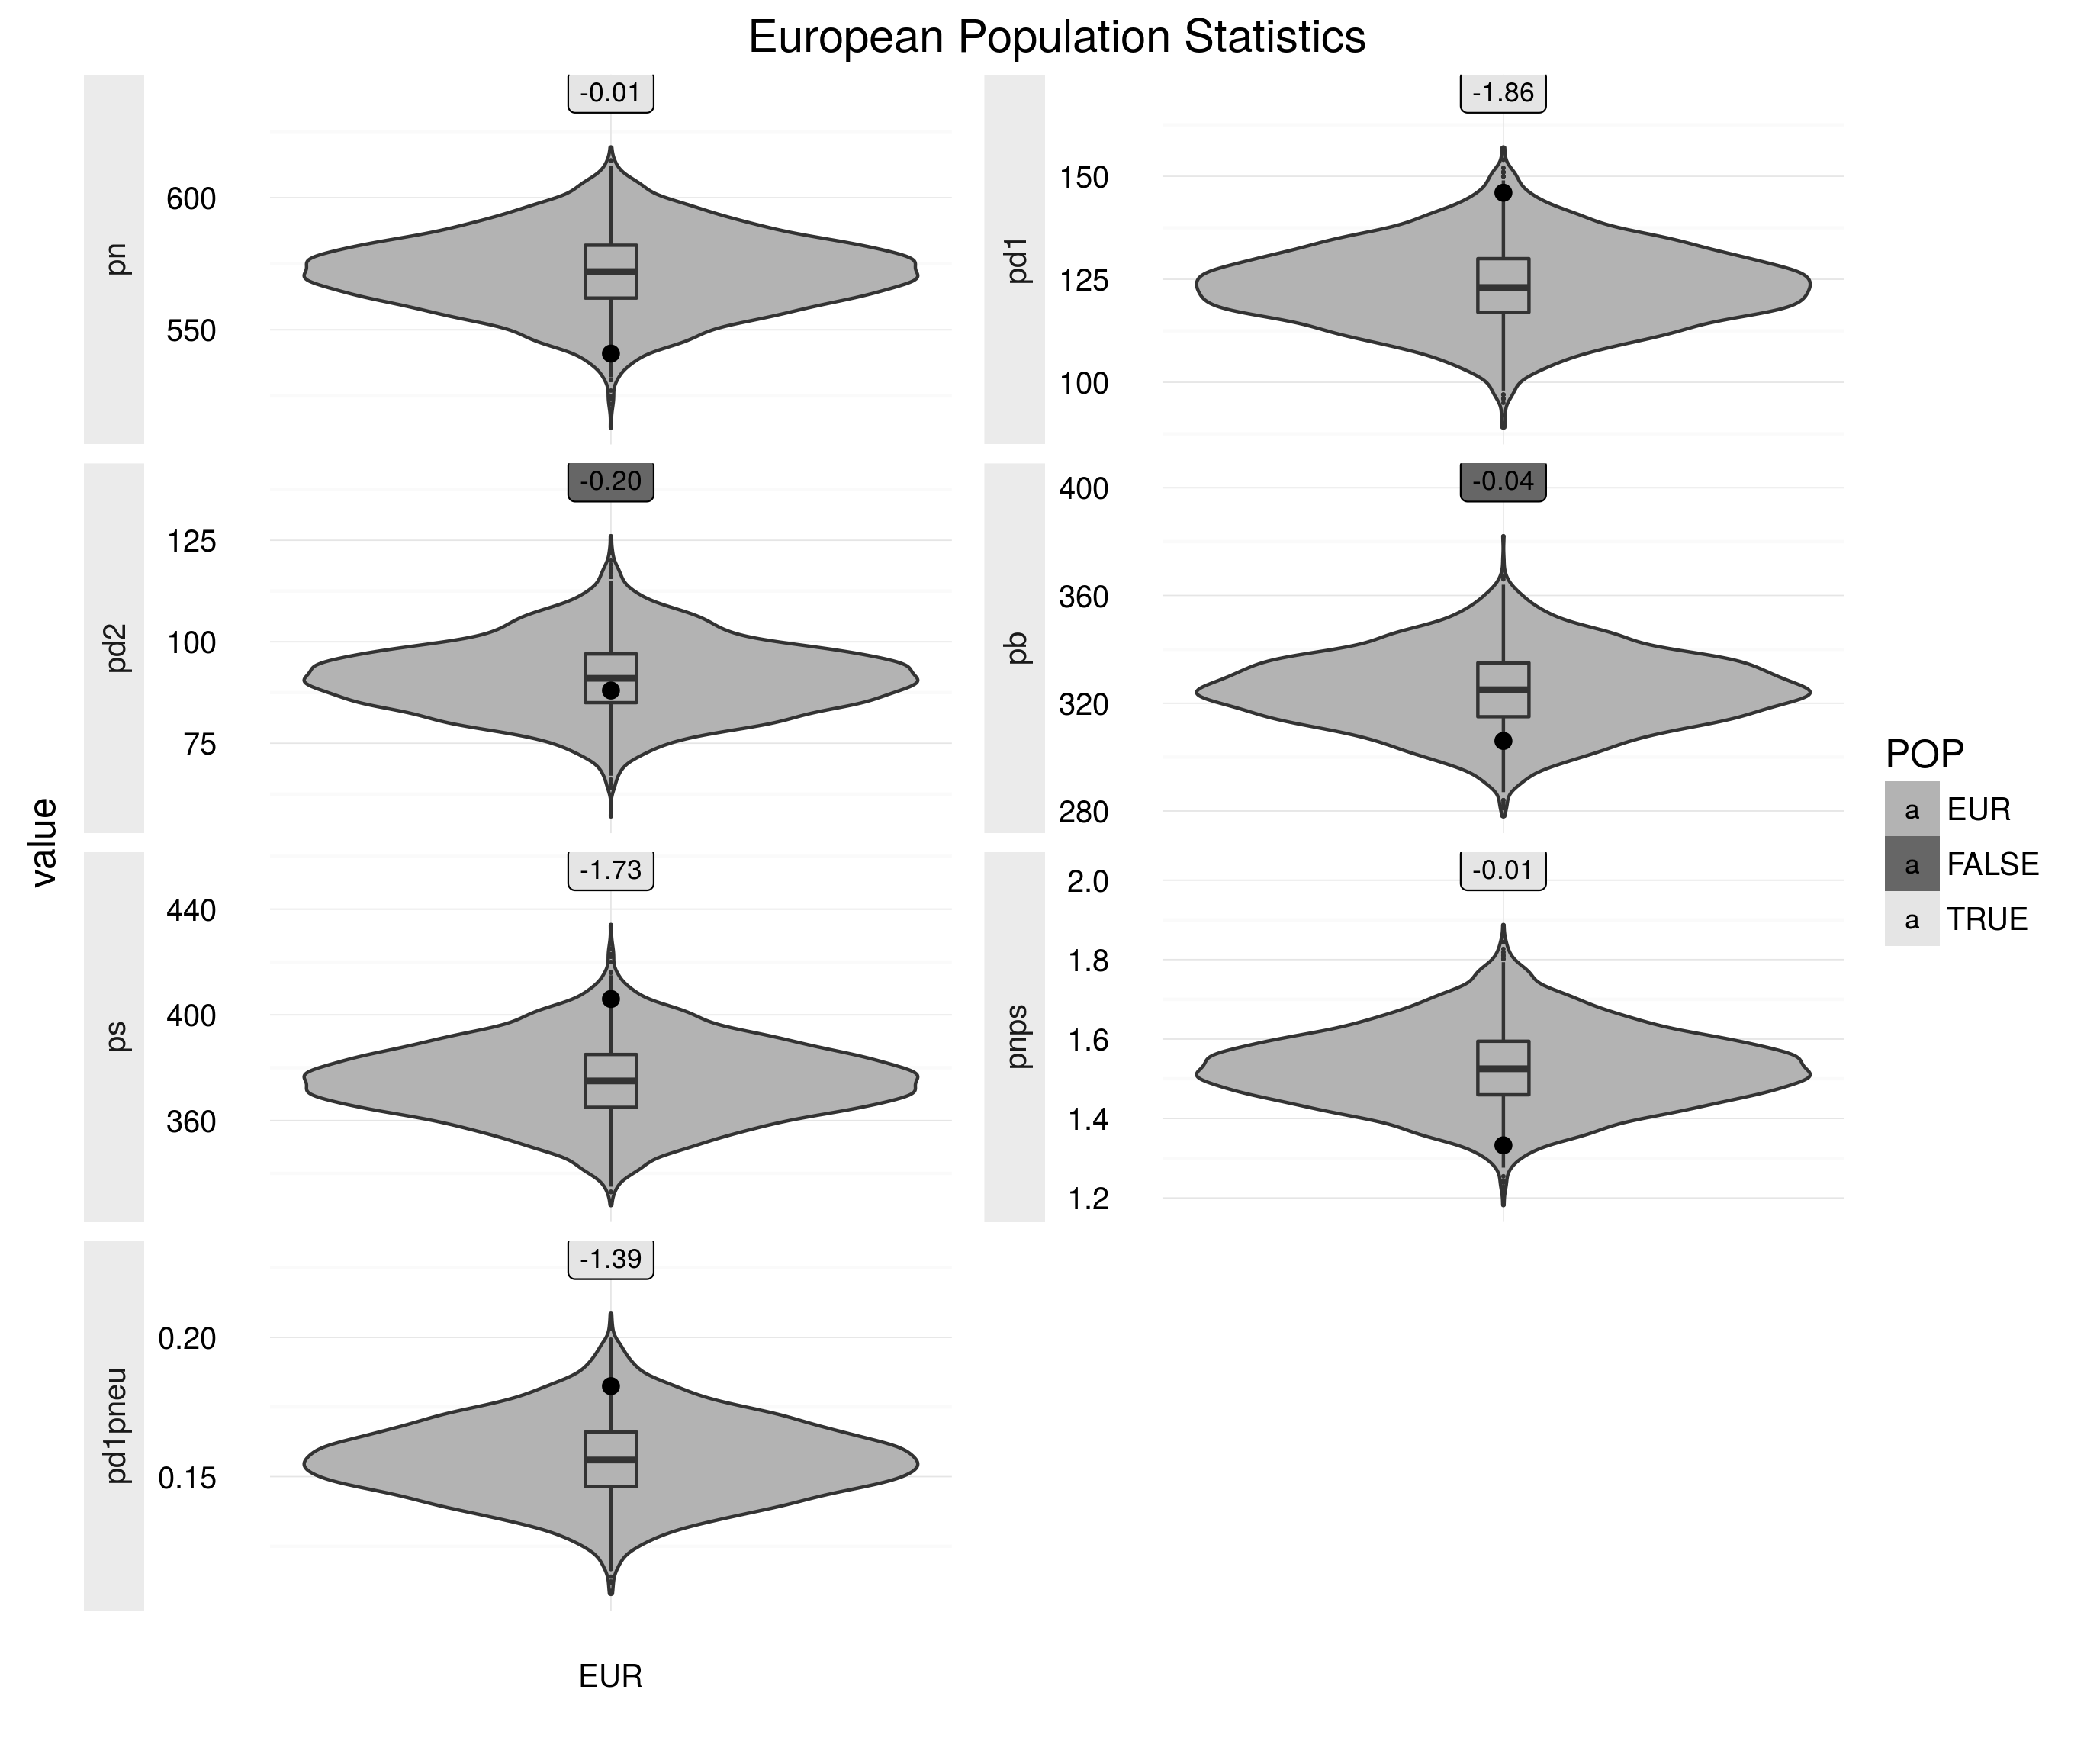 European Population Statistics
value
pn
-0.01
600
550
pd1
-1.86
150
125
100
pd2
-0.20
125
100
75
pb
-0.04
400
360
320
280
ps
-1.73
440
400
360
pnps
-0.01
2.0
1.8
1.6
1.4
1.2
pd1pneu
-1.39
0.20
0.15
EUR
POP
a EUR
a FALSE
a TRUE